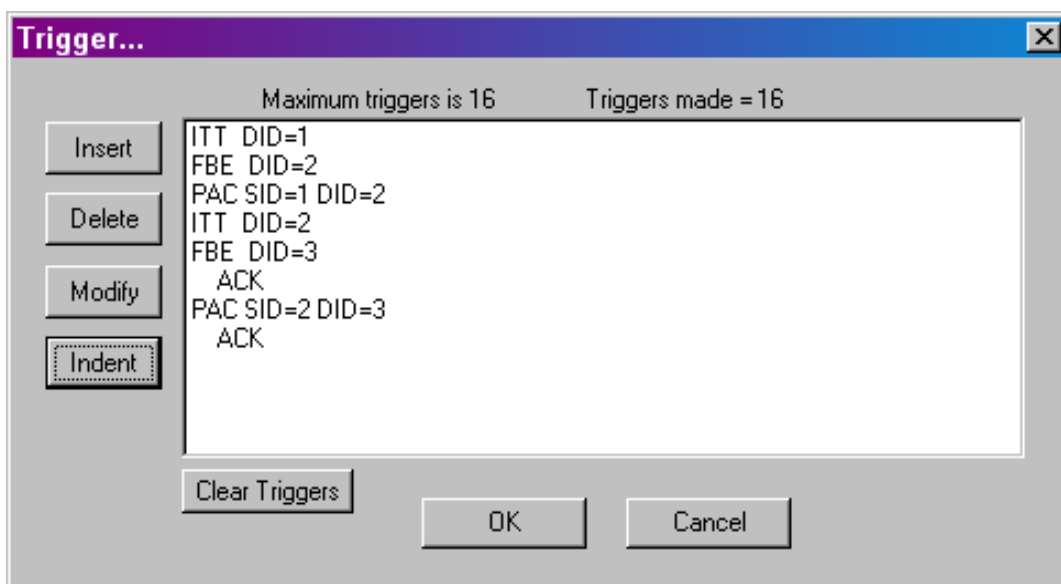 Trigger...
Maximum triggers is 16 Triggers made = 16
Insert
Delete
Modify
Indent
ITT DID=1
FBE DID=2
PAC SID=1 DID=2
ITT DID=2
FBE DID=3
ACK
PAC SID=2 DID=3
ACK
Clear Triggers
OK Cancel